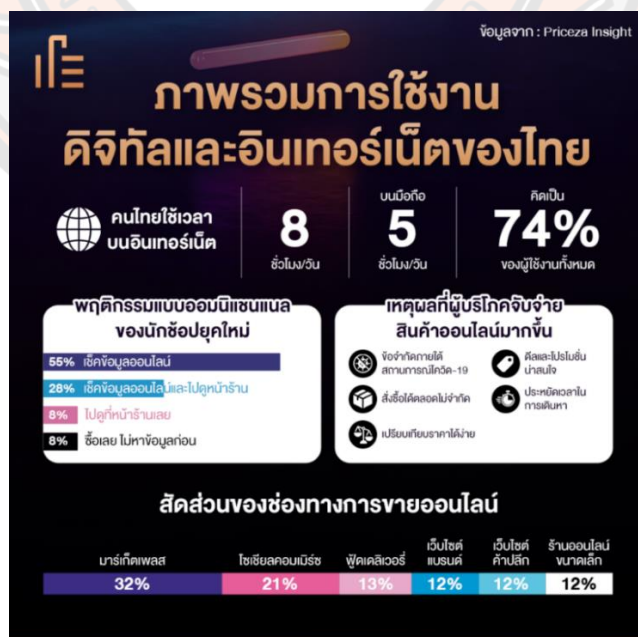 ข้อมูลจาก : Priceza Insight
ภาพรวมการใช้งาน
ดิจิทัลและอินเทอร์เน็ตของไทย
คนไทยใช้เวลา
บนอินเทอร์เน็ต
8
ชั่วโมง/วัน
บนมือถือ
5
ชั่วโมง/วัน
คิดเป็น
74%
ของผู้ใช้งานทั้งหมด
พฤติกรรมแบบออมนิแชนแนล
ของนักช้อปยุคใหม่
55% เช็คข้อมูลออนไลน์
28% เช็คข้อมูลออนไลน์และไปดูหน้าร้าน
8% ไปดูที่หน้าร้านเลย
8% ซื้อเลย ไม่หาข้อมูลก่อน
เหตุผลที่ผู้บริโภคจับจ่าย
สินค้าออนไลน์มากขึ้น
ข้อจำกัดภายใต้
สถานการณ์โควิด-19
สั่งซื้อได้ตลอดไม่จำกัด
เปรียบเทียบราคาได้ง่าย
ดีลและโปรโมชั่น
น่าสนใจ
ประหยัดเวลาใน
การเดินหา
สัดส่วนของช่องทางการขายออนไลน์
มาร์เก็ตเพลส
32%
โซเชียลคอมเมิร์ซ
21%
ฟู้ดเดลิเวอรี่
13%
เว็บไซต์
แบรนด์
12%
เว็บไซต์
ค้าปลีก
12%
ร้านออนไลน์
ขนาดเล็ก
12%